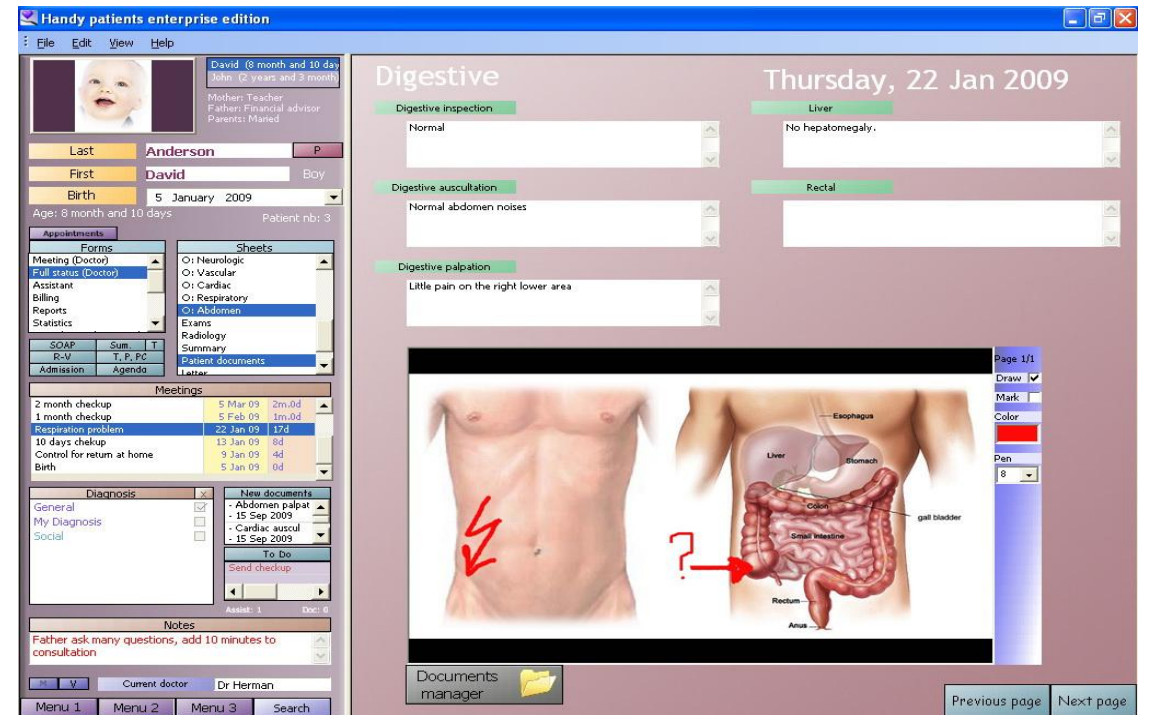 Handy patients enterprise edition
File Edit View Help
David (8 month and 10 day
John (2 years and 3 month)
Mother: Teacher
Father: Financial advisor
Parents: Maried
Last Anderson P
First David Boy
Birth 5 January 2009
Age: 8 month and 10 days
Patient nb: 3
Appointments
Forms
Meeting (Doctor)
Full status (Doctor)
Assistant
Billing
Reports
Statistics
Sheets
O: Neurologic
O: Vascular
O: Cardiac
O: Respiratory
O: Abdomen
Exams
Radiology
Summary
Patient documents
Letter
SOAP Sum. T
R-V T, P, PC
Admission Agenda
Meetings
2 month checkup 5 Mar 09 2m.0d
1 month checkup 5 Feb 09 1m.0d
Respiration problem 22 Jan 09 17d
10 days chekup 13 Jan 09 8d
Control for return at home 9 Jan 09 4d
Birth 5 Jan 09 0d
Diagnosis x
General
My Diagnosis
Social
New documents
- Abdomen palpat
- 15 Sep 2009
- Cardiac auscul
- 15 Sep 2009
To Do
Send checkup
Assist: 1 Doc: 0
Notes
Father ask many questions, add 10 minutes to
consultation
M V Current doctor Dr Herman
Menu 1 Menu 2 Menu 3 Search
Digestive Thursday, 22 Jan 2009
Digestive inspection
Normal
Liver
No hepatomegaly.
Digestive auscultation
Normal abdomen noises
Rectal
Digestive palpation
Little pain on the right lower area
Esophagus
Liver
Stomach
Colon
gall bladder
Small intestine
?
Rectum
Anus
Page 1/1
Draw
Mark
Color
Pen
8
Documents
manager
Previous page Next page